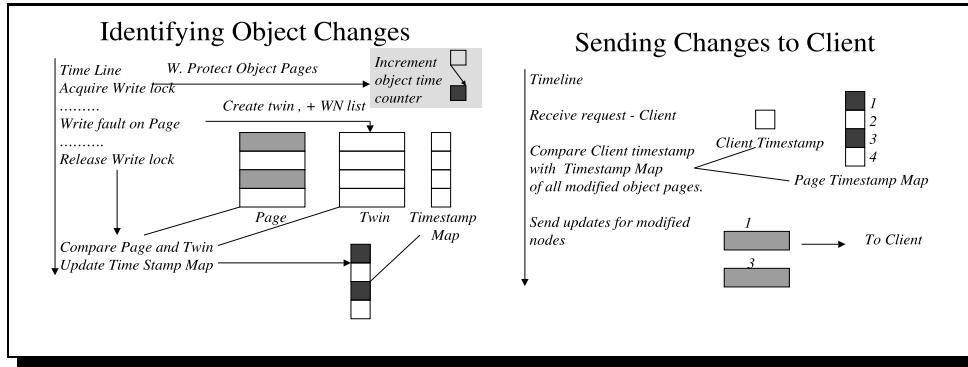 Identifying Object Changes
Time Line
W. Protect Object Pages
Acquire Write lock
Increment
object time
counter
.........
Create twin , + WN list
Write fault on Page
..........
Release Write lock
Page
Twin
Timestamp
Map
Compare Page and Twin
Update Time Stamp Map
Sending Changes to Client
Timeline
Receive request - Client
1
2
3
4
Client Timestamp
Compare Client timestamp
with Timestamp Map
of all modified object pages.
Page Timestamp Map
Send updates for modified
nodes
1
To Client
3